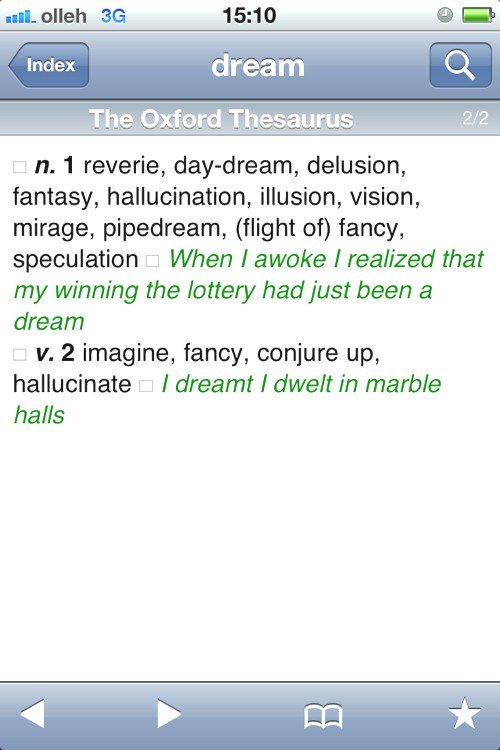 olleh 3G 15:10
Index dream
The Oxford Thesaurus 2/2
□ n. 1 reverie, day-dream, delusion,
fantasy, hallucination, illusion, vision,
mirage, pipedream, (flight of) fancy,
speculation □ When I awoke I realized that
my winning the lottery had just been a
dream
□ v. 2 imagine, fancy, conjure up,
hallucinate □ I dreamt I dwelt in marble
halls